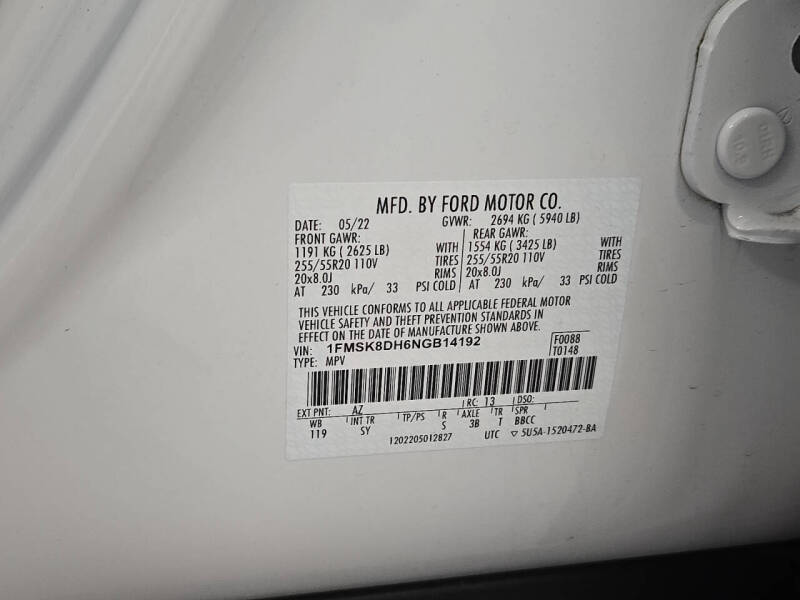 MFD. BY FORD MOTOR CO.
DATE: 05/22 GVWR: 2694 KG ( 5940 LB)
FRONT GAWR: REAR GAWR:
1191 KG ( 2625 LB) WITH 1554 KG ( 3425 LB) WITH
255/55R20 110V TIRES 255/55R20 110V TIRES
20x8.0J RIMS 20x8.0J RIMS
AT 230 kPa/ 33 PSI COLD AT 230 kPa/ 33 PSI COLD
THIS VEHICLE CONFORMS TO ALL APPLICABLE FEDERAL MOTOR
VEHICLE SAFETY AND THEFT PREVENTION STANDARDS IN
EFFECT ON THE DATE OF MANUFACTURE SHOWN ABOVE.
VIN: 1FMSK8DH6NGB14192 F0088
TYPE: MPV T0148
EXT PNT: AZ RC: 13 DSO:
WB INT TR TP/PS R AXLE TR SPR
119 SY S 3B T BBCC
1202205012827 UTC ▽ 5U5A-1520472-BA